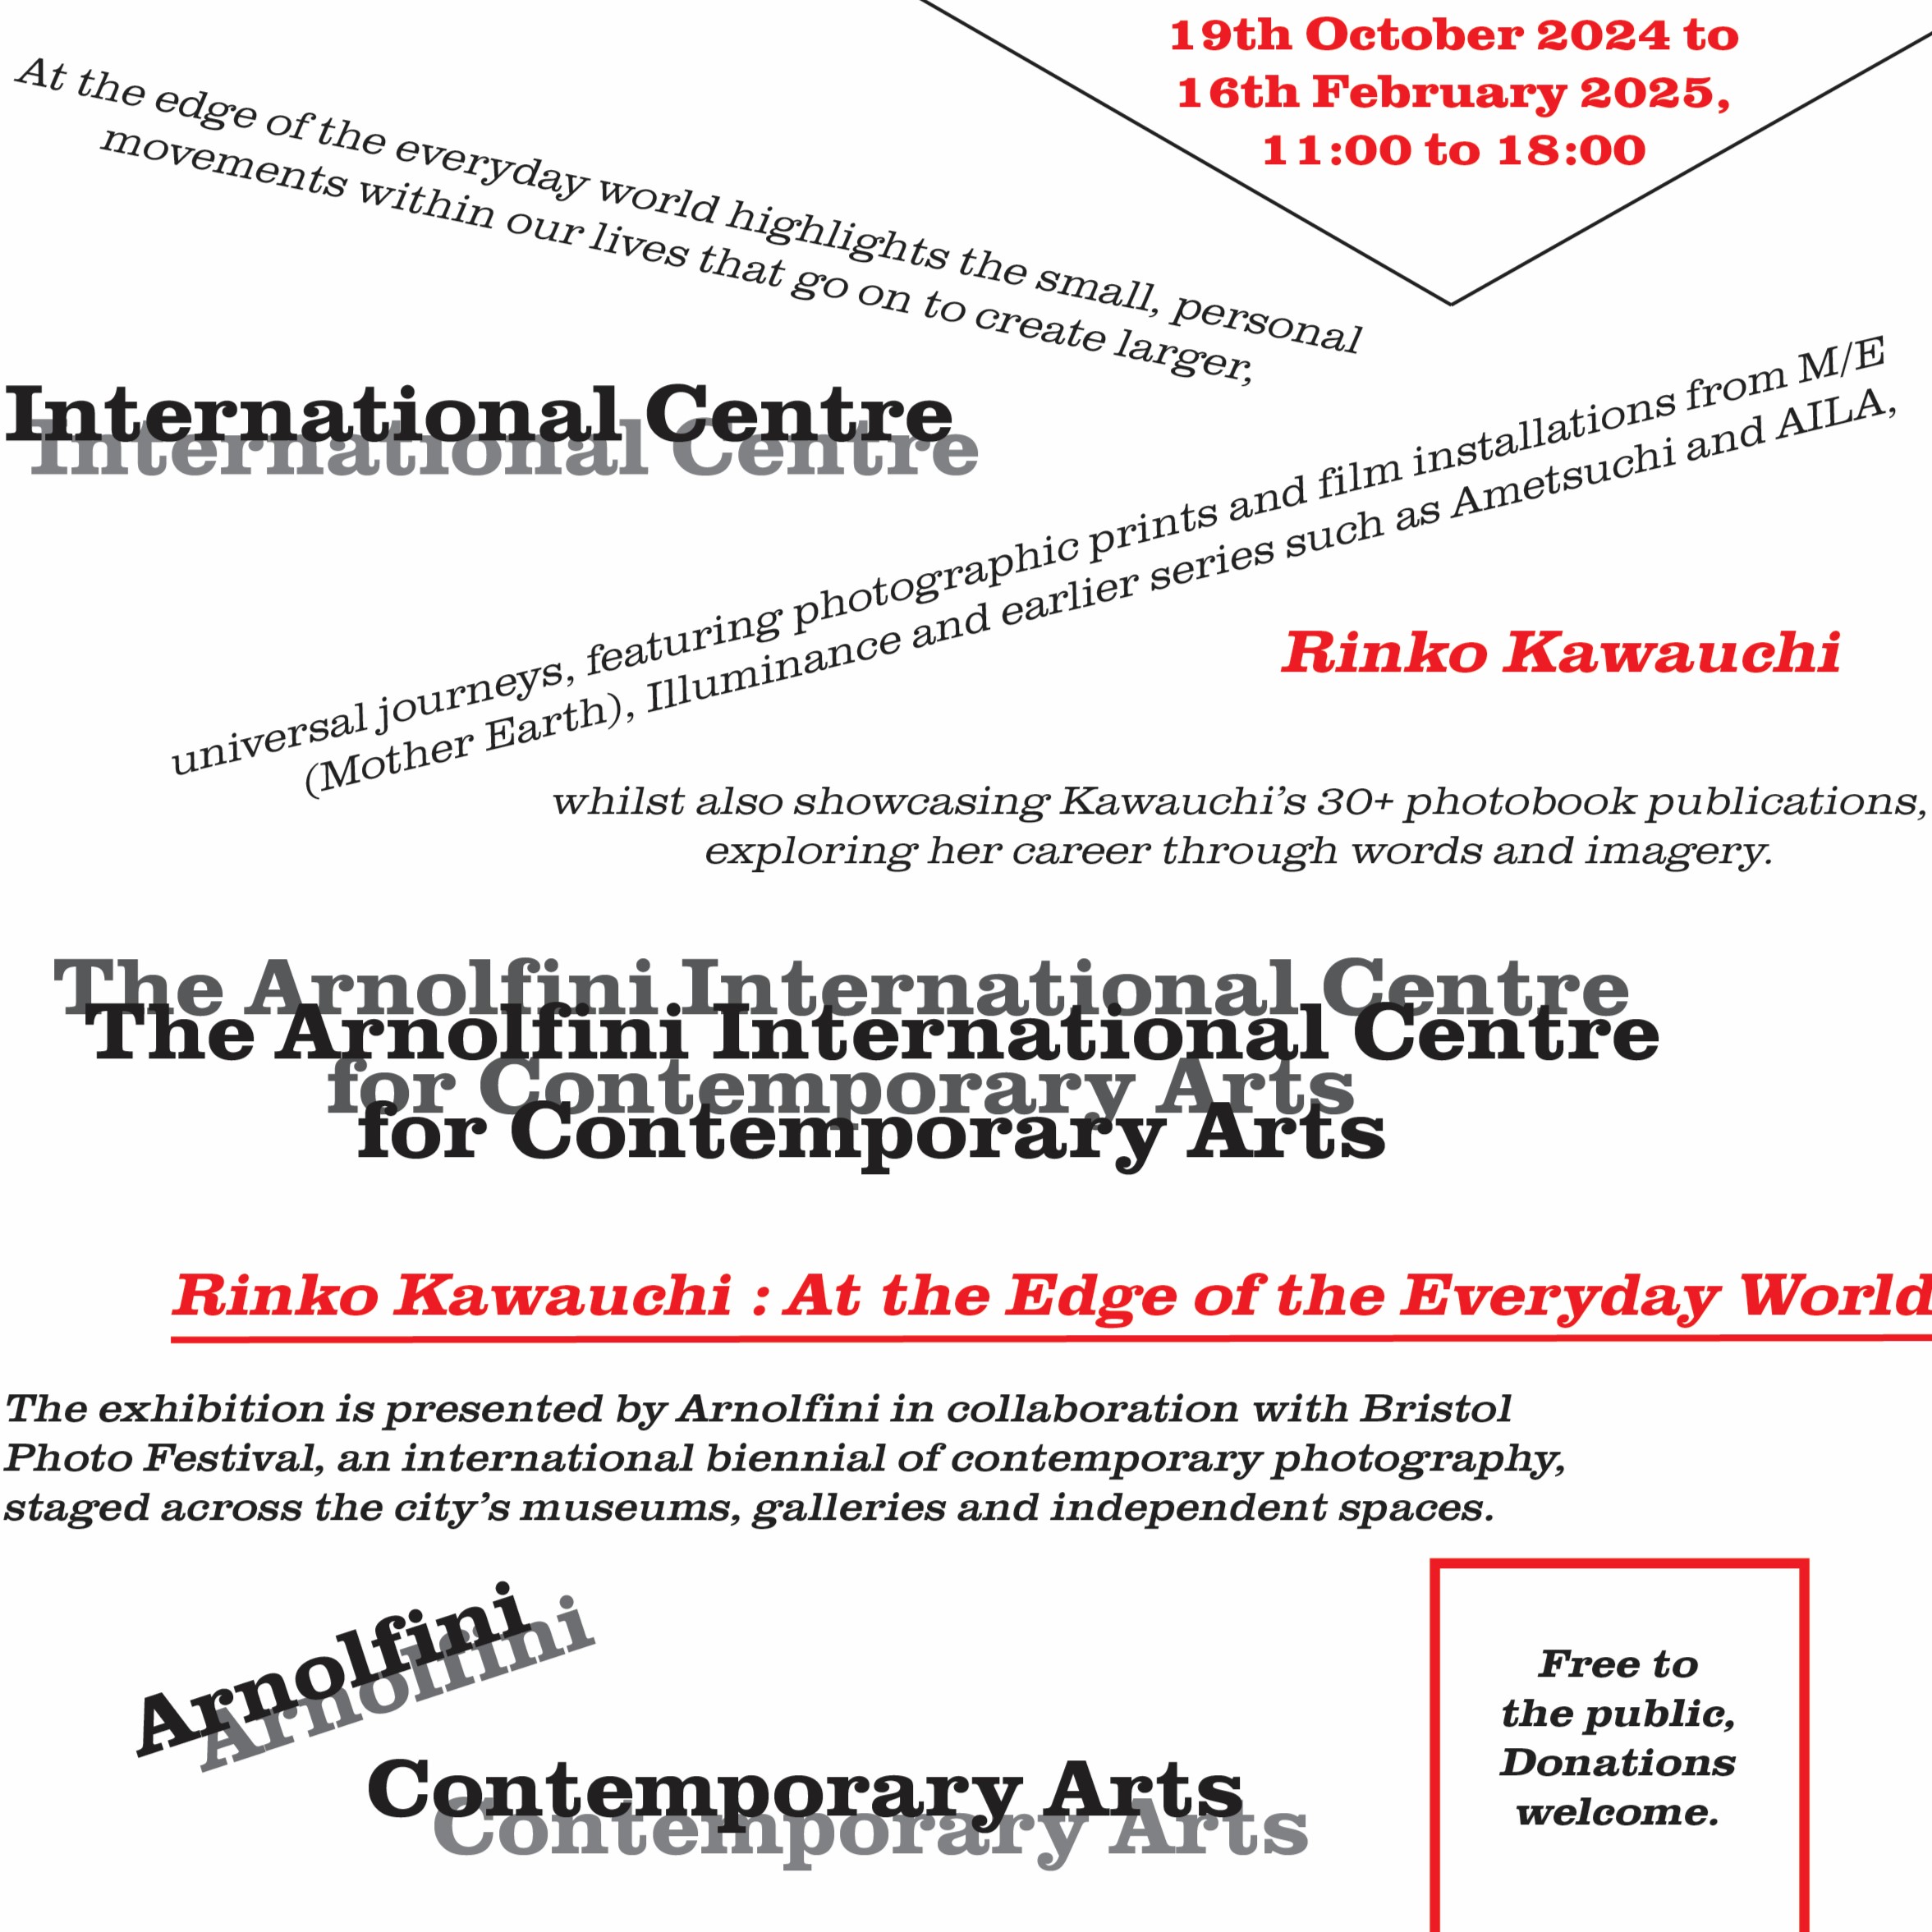 19th October 2024 to
16th February 2025,
11:00 to 18:00
At the edge of the everyday world highlights the small, personal
movements within our lives that go on to create larger,
International Centre
International Centre
universal journeys, featuring photographic prints and film installations from M/E
(Mother Earth), Illuminance and earlier series such as Ametsuchi and AILA,
Rinko Kawauchi
whilst also showcasing Kawauchi’s 30+ photobook publications,
exploring her career through words and imagery.
The Arnolfini International Centre
The Arnolfini International Centre
for Contemporary Arts
for Contemporary Arts
Rinko Kawauchi : At the Edge of the Everyday World
The exhibition is presented by Arnolfini in collaboration with Bristol
Photo Festival, an international biennial of contemporary photography,
staged across the city’s museums, galleries and independent spaces.
Arnolfini
Arnolfini
Contemporary Arts
Contemporary Arts
Free to
the public,
Donations
welcome.